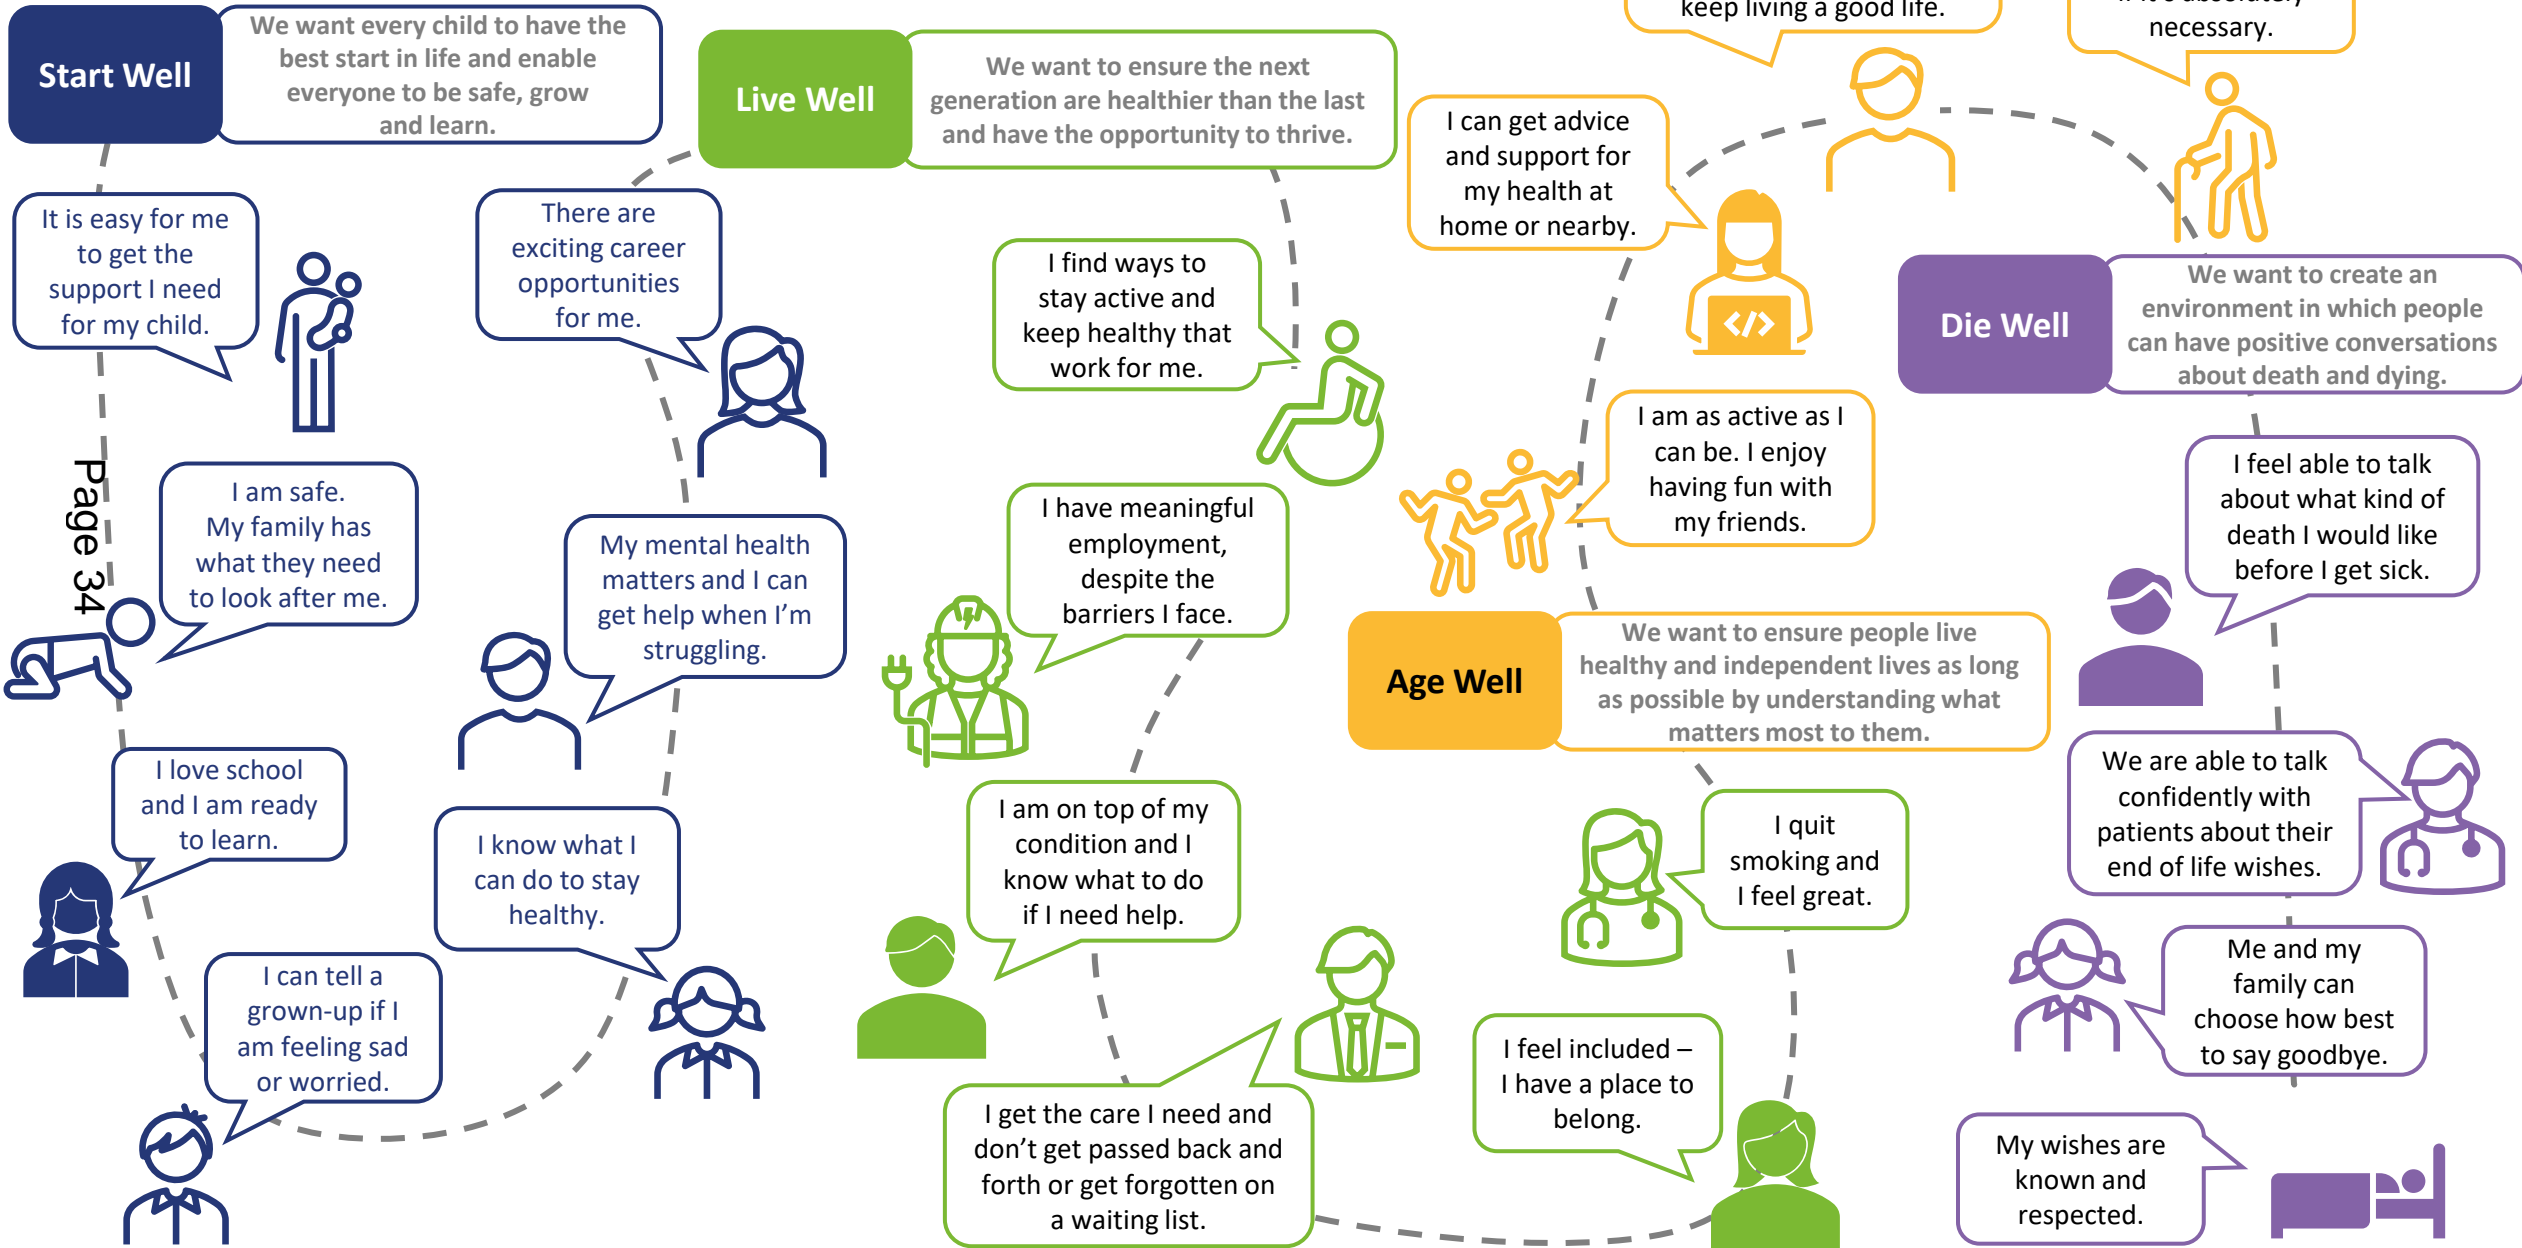 Start Well
We want every child to have the
best start in life and enable
everyone to be safe, grow
and learn.
It is easy for me
to get the
support I need
for my child.
Page 34
I am safe.
My family has
what they need
to look after me.
I love school
and I am ready
to learn.
I can tell a
grown-up if I
am feeling sad
or worried.
I know what I
can do to stay
healthy.
My mental health
matters and I can
get help when I'm
struggling.
There are
exciting career
opportunities
for me.
Live Well
We want to ensure the next
generation are healthier than the last
and have the opportunity to thrive.
I find ways to
stay active and
keep healthy that
work for me.
I have meaningful
employment,
despite the
barriers I face.
I am on top of my
condition and I
know what to do
if I need help.
I get the care I need and
don't get passed back and
forth or get forgotten on
a waiting list.
I feel included –
I have a place to
belong.
I quit
smoking and
I feel great.
Age Well
We want to ensure people live
healthy and independent lives as long
as possible by understanding what
matters most to them.
I am as active as I
can be. I enjoy
having fun with
my friends.
I can get advice
and support for
my health at
home or nearby.
keep living a good life.
necessary.
Die Well
We want to create an
environment in which people
can have positive conversations
about death and dying.
I feel able to talk
about what kind of
death I would like
before I get sick.
We are able to talk
confidently with
patients about their
end of life wishes.
Me and my
family can
choose how best
to say goodbye.
My wishes are
known and
respected.